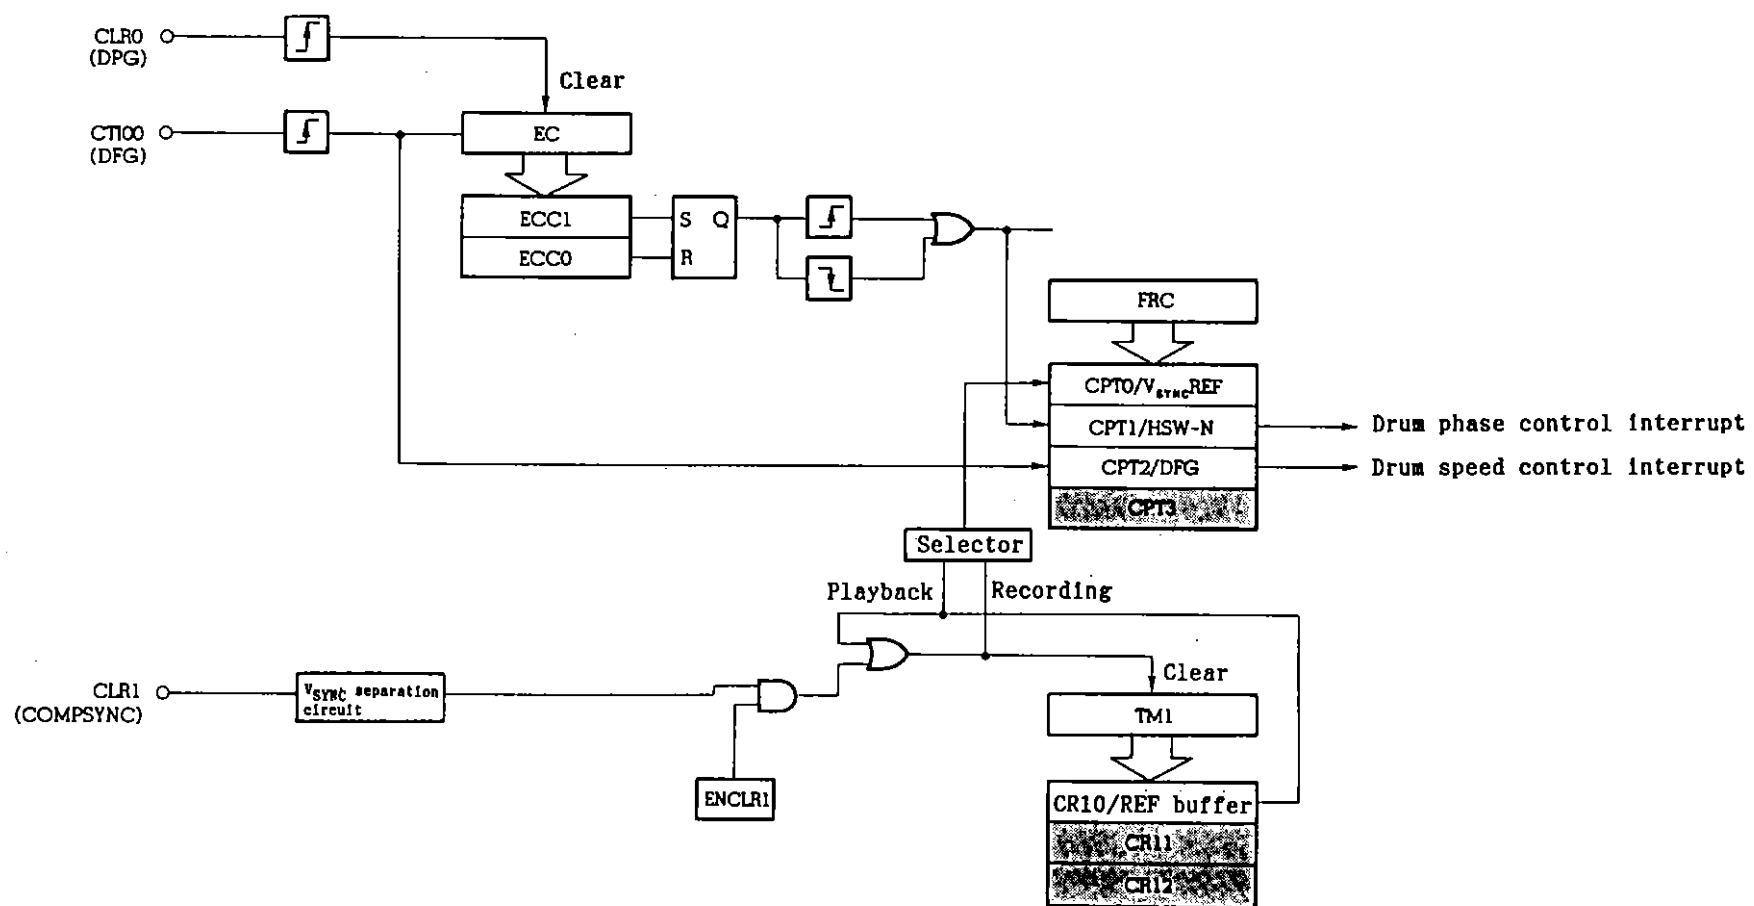 CLR0
(DPG)
Clear
CTI00
(DFG)
EC
ECC1
S Q
ECC0
R
FRC
CPT0/VSYNCREF
CPT1/HSW-N
Drum phase control interrupt
CPT2/DFG
Drum speed control interrupt
CPT3
Selector
Playback
Recording
Clear
CLR1
(COMPSYNC)
VSYNC separation
circuit
TM1
ENCLR1
CR10/REF buffer
CR11
CR12